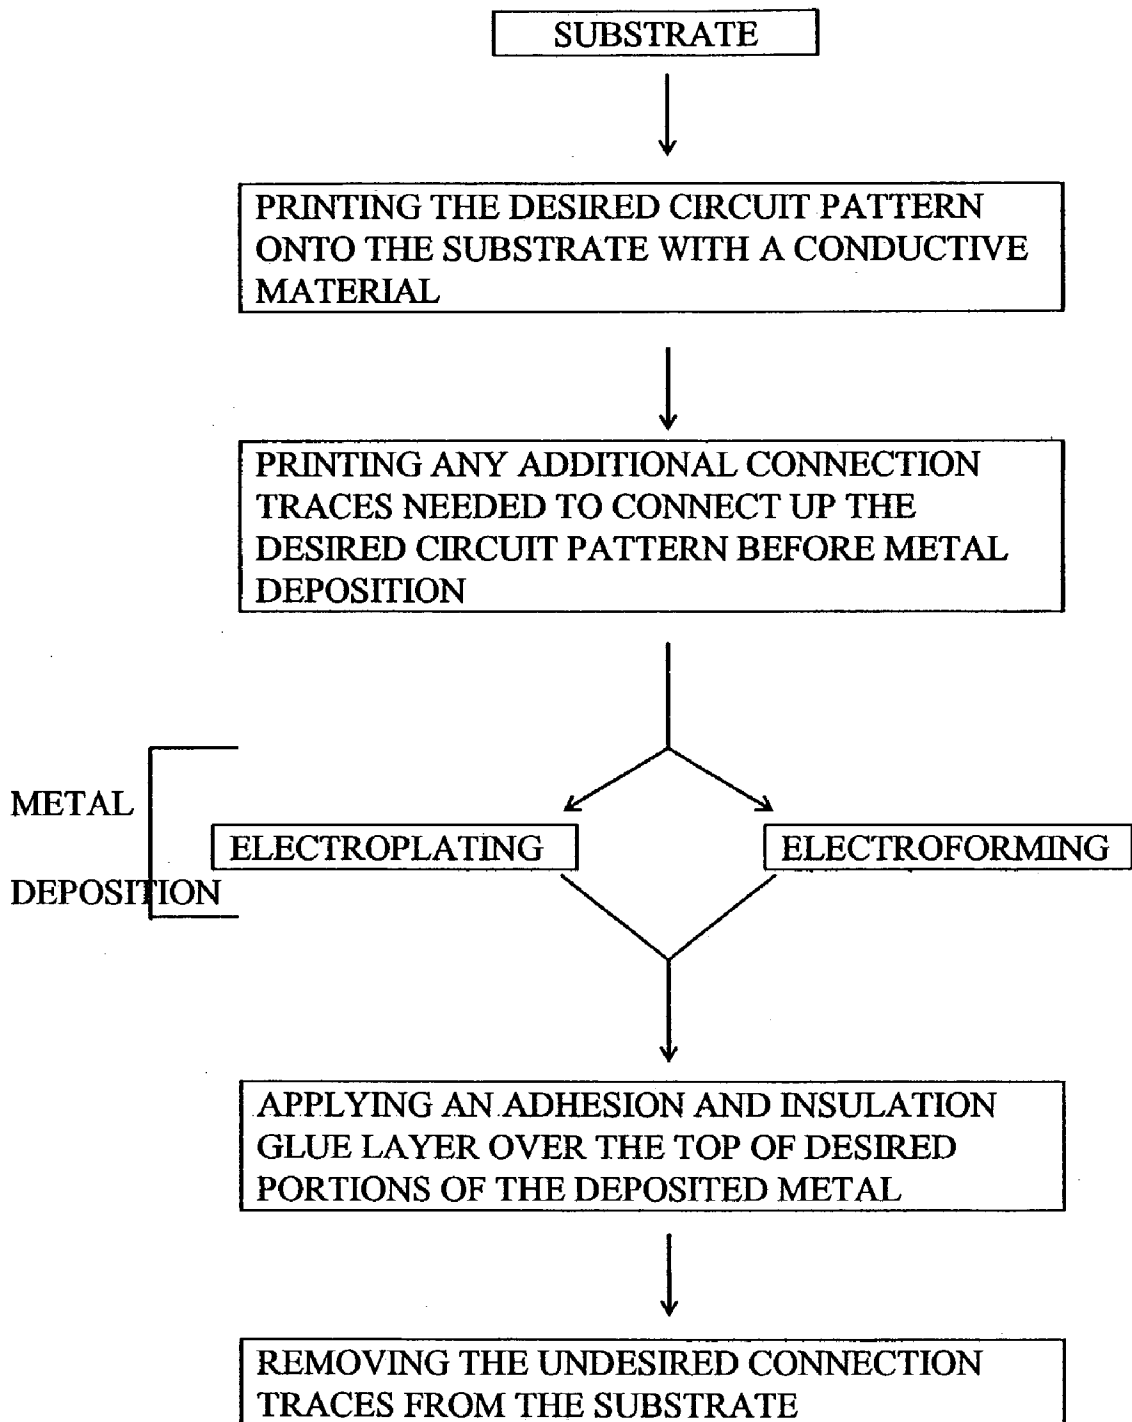 SUBSTRATE
PRINTING THE DESIRED CIRCUIT PATTERN
ONTO THE SUBSTRATE WITH A CONDUCTIVE
MATERIAL
PRINTING ANY ADDITIONAL CONNECTION
TRACES NEEDED TO CONNECT UP THE
DESIRED CIRCUIT PATTERN BEFORE METAL
DEPOSITION
METAL
DEPOSITION
ELECTROPLATING
ELECTROFORMING
APPLYING AN ADHESION AND INSULATION
GLUE LAYER OVER THE TOP OF DESIRED
PORTIONS OF THE DEPOSITED METAL
REMOVING THE UNDESIRED CONNECTION
TRACES FROM THE SUBSTRATE